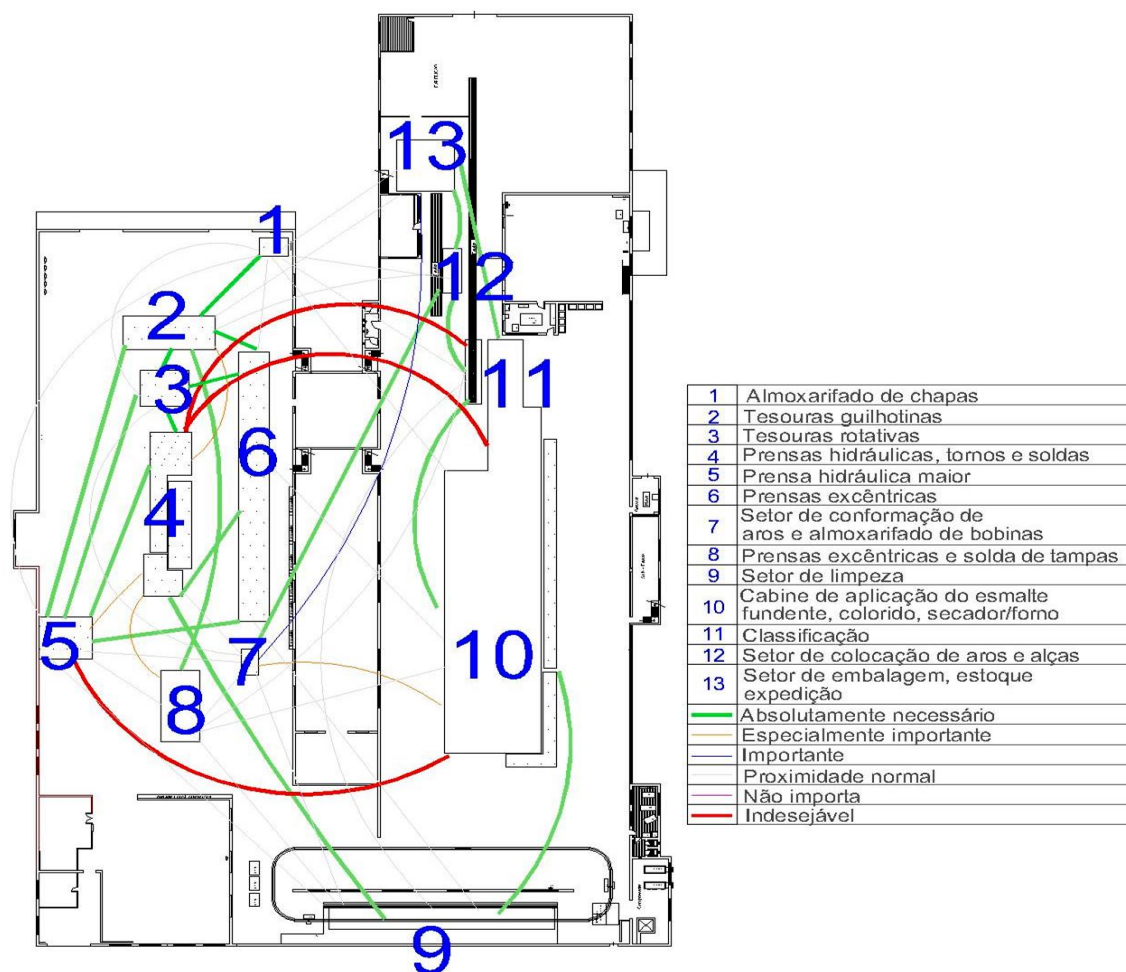 13
1
12
2
11
3
6
4
10
5
7
8
9
1 Almoxarifado de chapas
2 Tesouras guilhotinas
3 Tesouras rotativas
4 Prensas hidráulicas, tornos e soldas
5 Prensa hidráulica maior
6 Prensas excêntricas
7 Setor de conformação de
aros e almoxarifado de bobinas
8 Prensas excêntricas e solda de tampas
9 Setor de limpeza
10 Cabine de aplicação do esmalte
fundente, colorido, secador/forno
11 Classificação
12 Setor de colocação de aros e alças
13 Setor de embalagem, estoque
expedição
Absolutamente necessário
Especialmente importante
Importante
Proximidade normal
Não importa
Indesejável